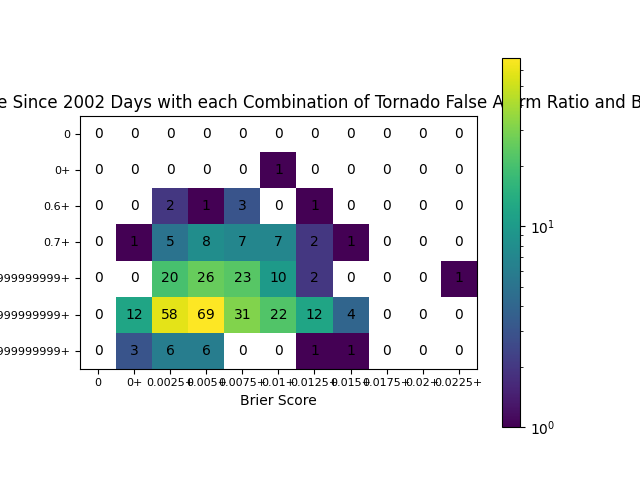 e Since 2002 Days with each Combination of Tornado False A rm Ratio and B
0 0 0 0 0 0 0 0 0 0 0 0
0+ 0 0 0 0 0 1 0 0 0 0 0
0.6+ 0 0 2 1 3 0 1 0 0 0 0
0.7+ 0 1 5 8 7 7 2 1 0 0 0
999999999+ 0 0 20 26 23 10 2 0 0 0 1
999999999+ 0 12 58 69 31 22 12 4 0 0 0
999999999+ 0 3 6 6 0 0 1 1 0 0 0
0 0+ 0.0025+ 0.005+ 0.0075+ 0.01+ 0.0125+ 0.015+ 0.0175+ 0.02+ 0.0225+
Brier Score
10¹
10⁰